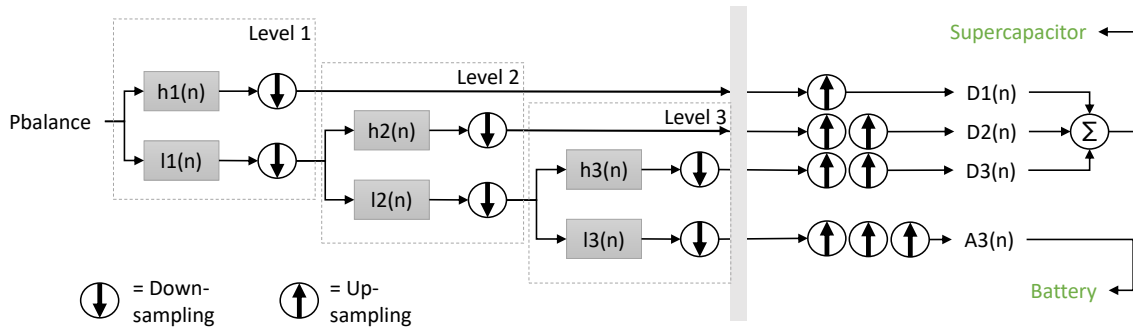 Level 1
Supercapacitor
h1(n)
Level 2
D1(n)
Pbalance
h2(n)
Level 3
D2(n)
Σ
l1(n)
h3(n)
D3(n)
l2(n)
l3(n)
A3(n)
= Down-
sampling
= Up-
sampling
Battery